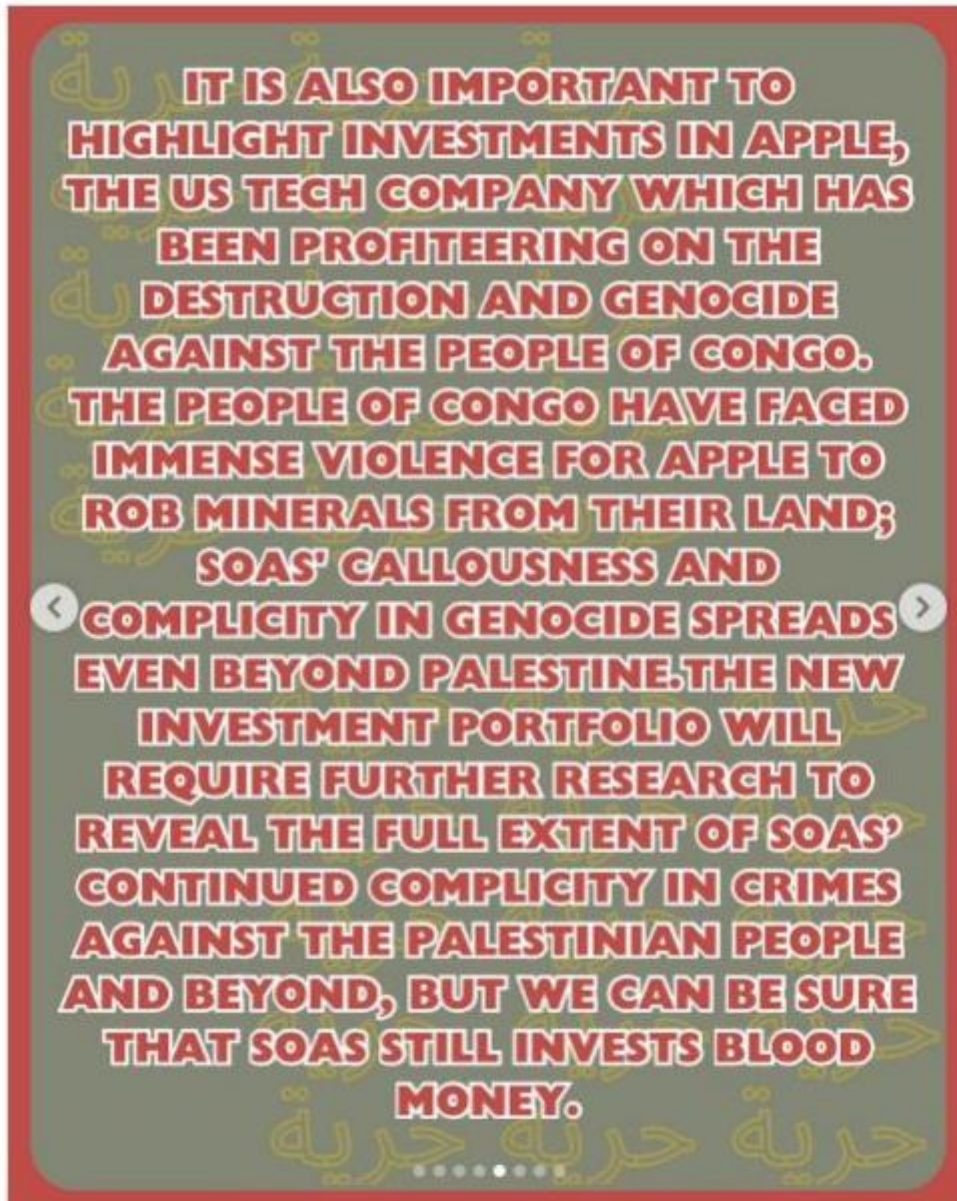 IT IS ALSO IMPORTANT TO
HIGHLIGHT INVESTMENTS IN APPLE,
THE US TECH COMPANY WHICH HAS
BEEN PROFITEERING ON THE
DESTRUCTION AND GENOCIDE
AGAINST THE PEOPLE OF CONGO.
THE PEOPLE OF CONGO HAVE FACED
IMMENSE VIOLENCE FOR APPLE TO
ROB MINERALS FROM THEIR LAND;
SOAS' CALLOUSNESS AND
COMPLICITY IN GENOCIDE SPREADS
EVEN BEYOND PALESTINE.THE NEW
INVESTMENT PORTFOLIO WILL
REQUIRE FURTHER RESEARCH TO
REVEAL THE FULL EXTENT OF SOAS’
CONTINUED COMPLICITY IN CRIMES
AGAINST THE PALESTINIAN PEOPLE
AND BEYOND, BUT WE CAN BE SURE
THAT SOAS STILL INVESTS BLOOD
MONEY.
حرية حرية حرية